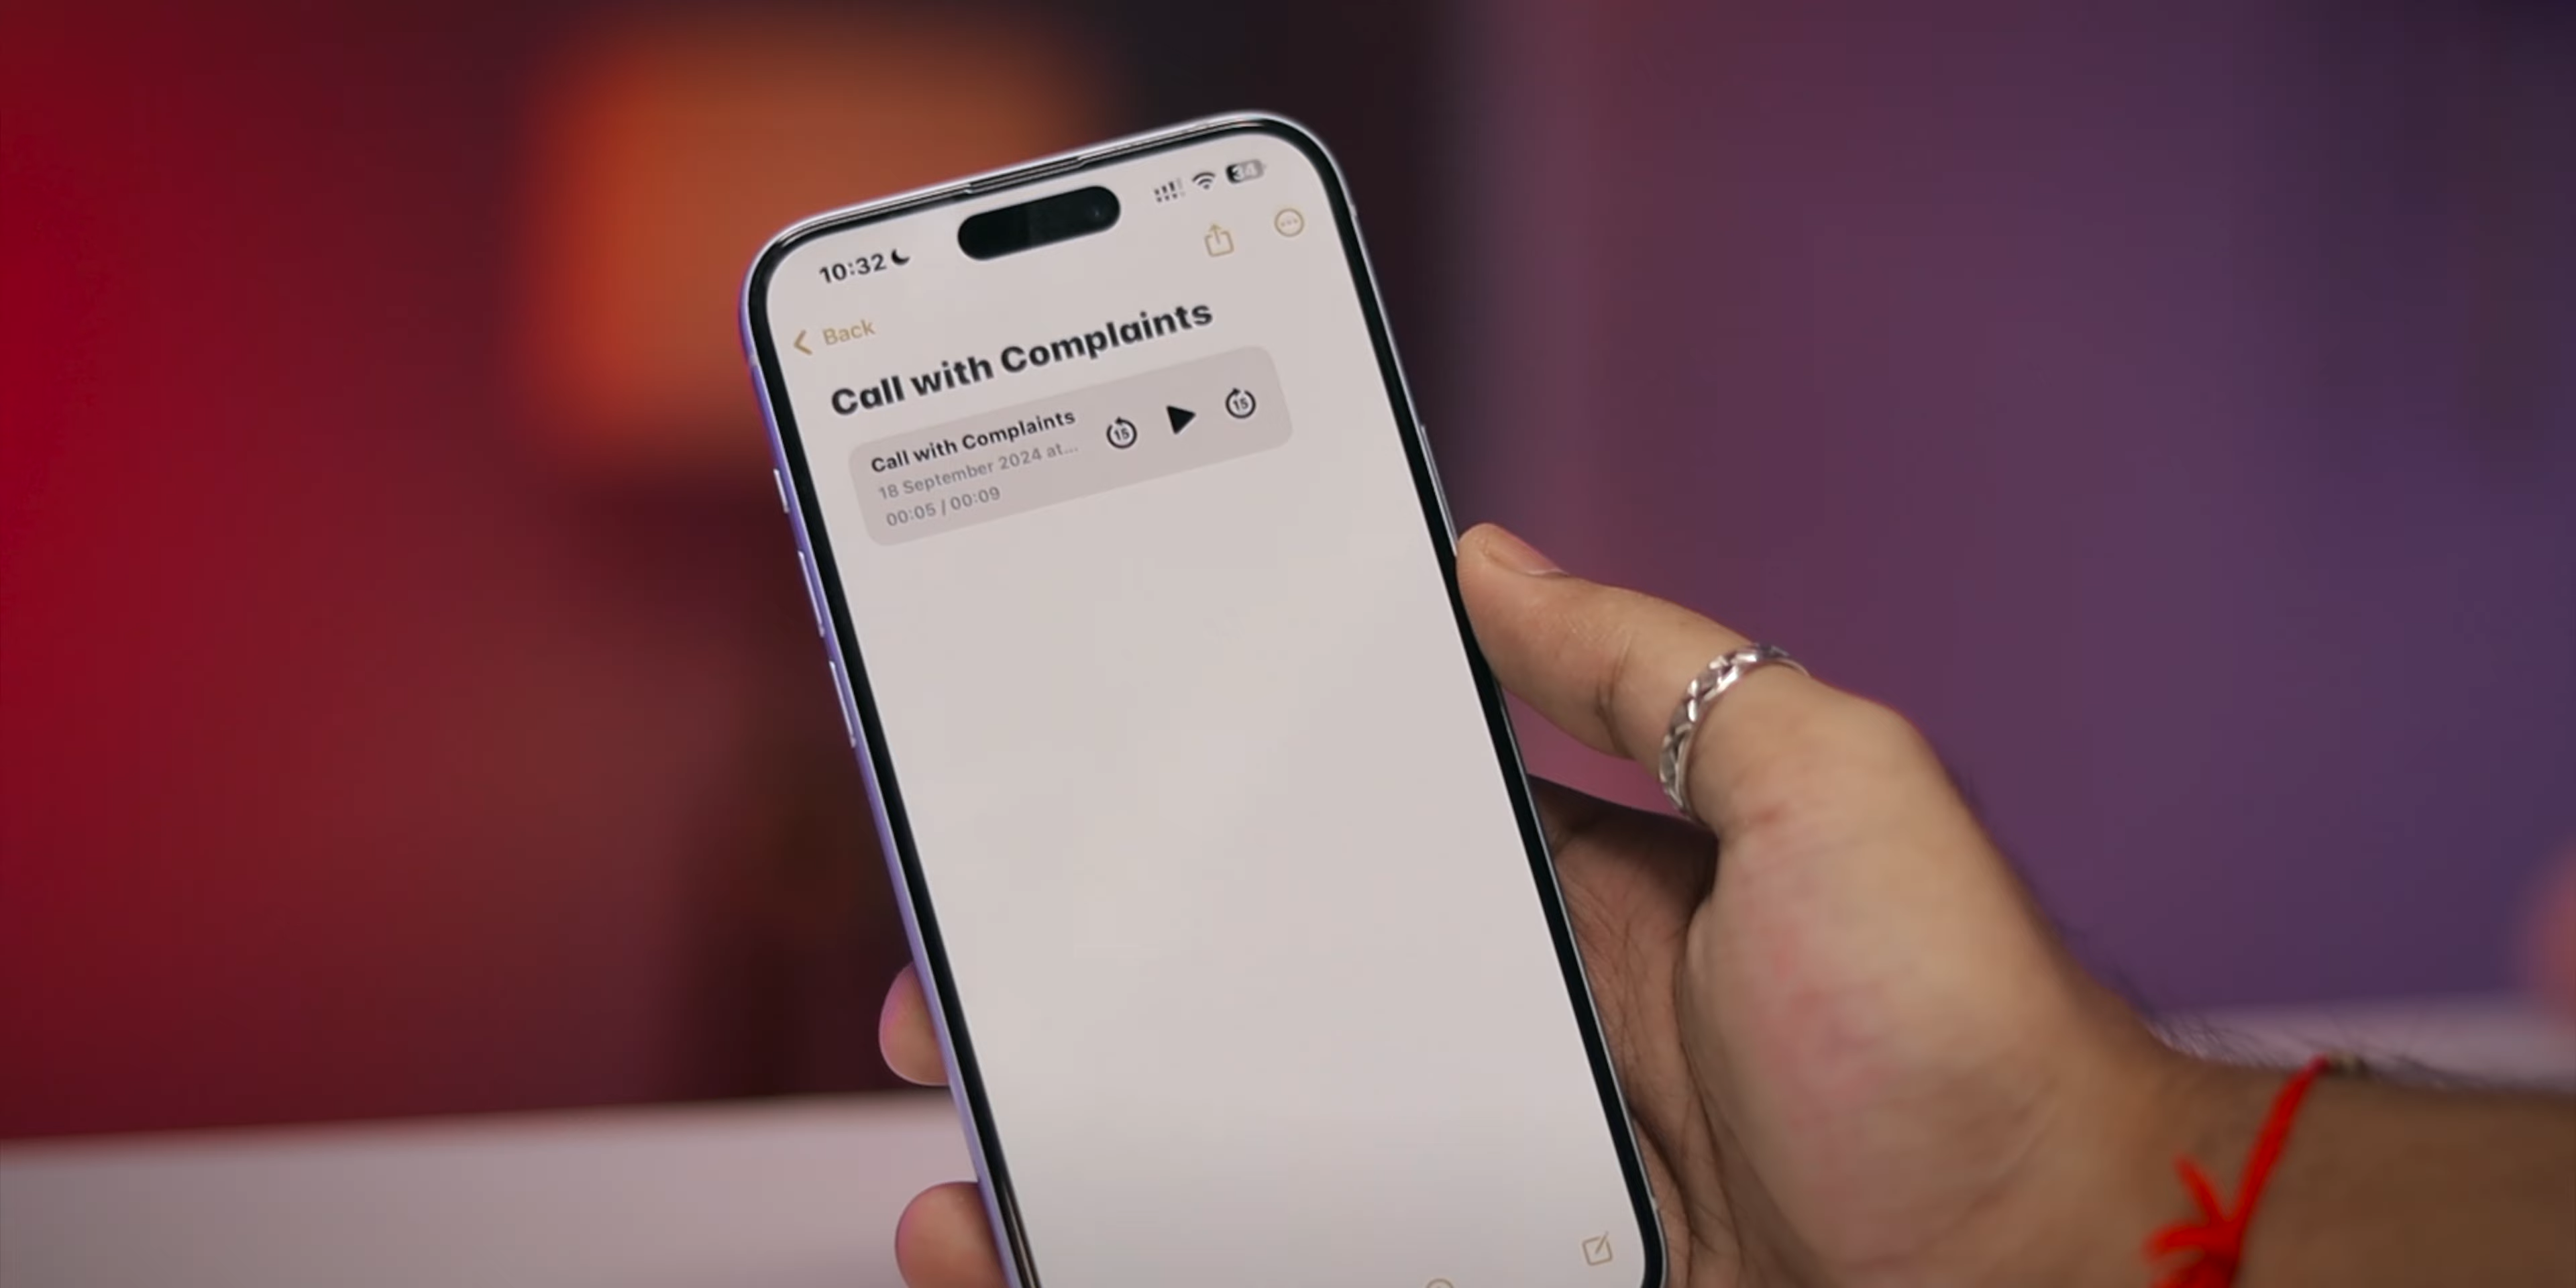 10:32
34
Back
Call with Complaints
Call with Complaints
15
15
18 September 2024 at...
00:05 / 00:09